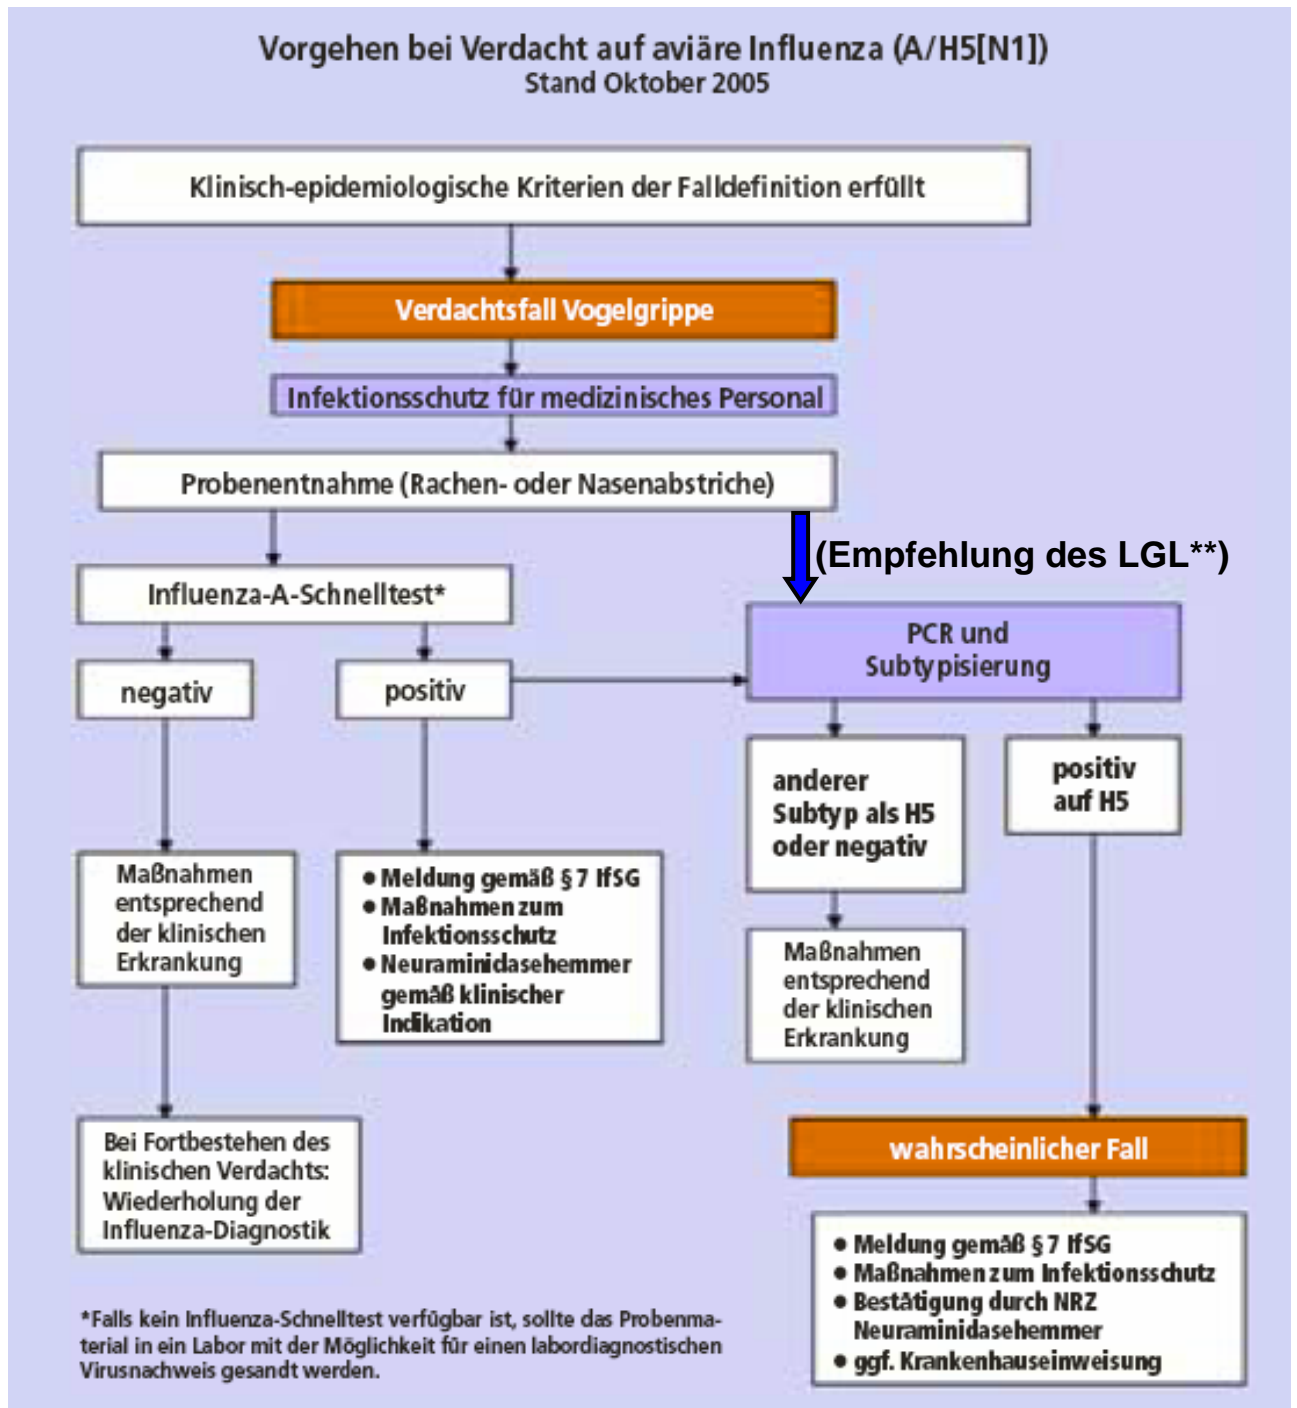 Vorgehen bei Verdacht auf aviäre Influenza (A/H5[N1])
Stand Oktober 2005
Klinisch-epidemiologische Kriterien der Falldefinition erfüllt
Verdachtsfall Vogelgrippe
Infektionsschutz für medizinisches Personal
Probenentnahme (Rachen- oder Nasenabstriche)
(Empfehlung des LGL**)
Influenza-A-Schnelltest*
PCR und
Subtypisierung
negativ
positiv
anderer
Subtyp als H5
oder negativ
positiv
auf H5
Maßnahmen
entsprechend
der klinischen
Erkrankung
● Meldung gemäß § 7 IfSG
● Maßnahmen zum
Infektionsschutz
● Neuraminidasehemmer
gemäß klinischer
Indikation
Maßnahmen
entsprechend
der klinischen
Erkrankung
Bei Fortbestehen des
klinischen Verdachts:
Wiederholung der
Influenza-Diagnostik
wahrscheinlicher Fall
● Meldung gemäß § 7 IfSG
● Maßnahmen zum Infektionsschutz
● Bestätigung durch NRZ
Neuraminidasehemmer
● ggf. Krankenhauseinweisung
*Falls kein Influenza-Schnelltest verfügbar ist, sollte das Probenma-
terial in ein Labor mit der Möglichkeit für einen labordiagnostischen
Virusnachweis gesandt werden.